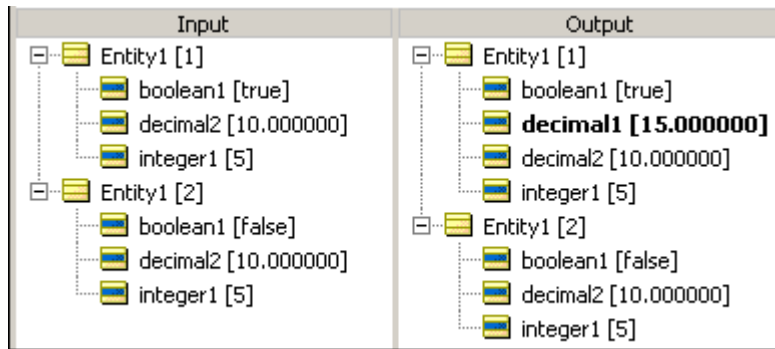 Input
Entity1 [1]
boolean1 [true]
decimal2 [10.000000]
integer1 [5]
Entity1 [2]
boolean1 [false]
decimal2 [10.000000]
integer1 [5]
Output
Entity1 [1]
boolean1 [true]
decimal1 [15.000000]
decimal2 [10.000000]
integer1 [5]
Entity1 [2]
boolean1 [false]
decimal2 [10.000000]
integer1 [5]